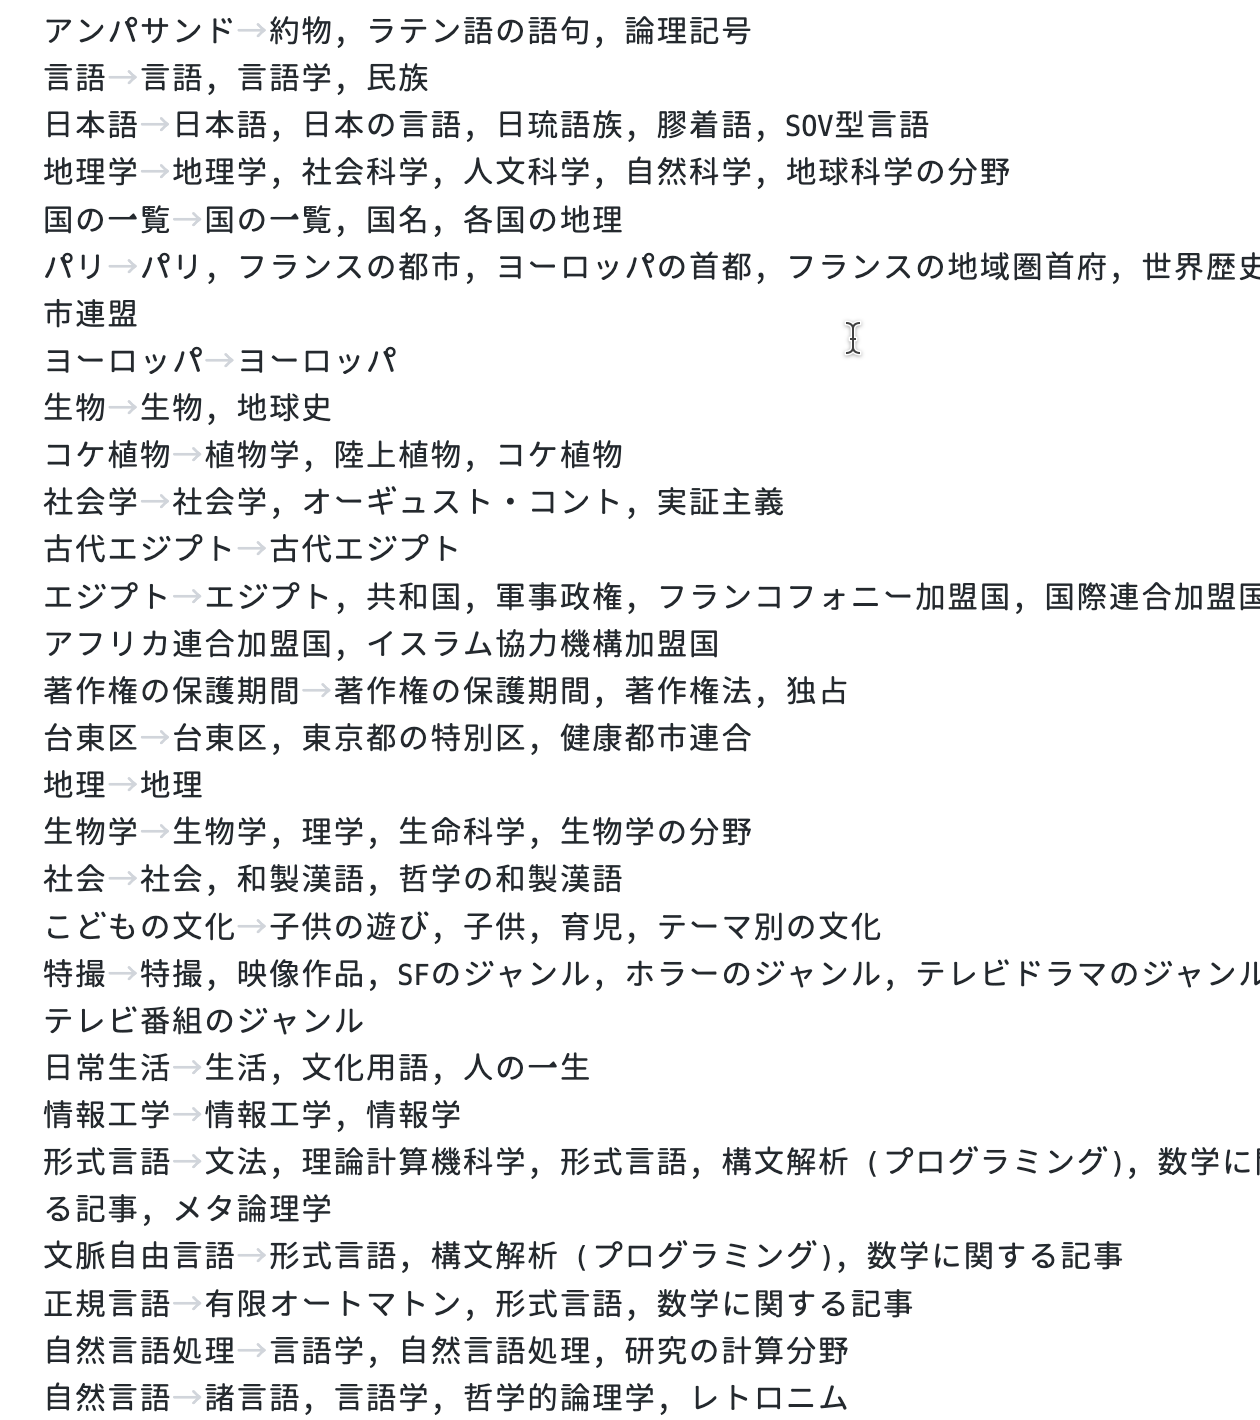 アンパサンド→約物, ラテン語の語句, 論理記号
言語→言語, 言語学, 民族
日本語→日本語, 日本の言語, 日琉語族, 膠着語, SOV型言語
地理学→地理学, 社会科学, 人文科学, 自然科学, 地球科学の分野
国の一覧→国の一覧, 国名, 各国の地理
パリ→パリ, フランスの都市, ヨーロッパの首都, フランスの地域圏首府, 世界歴史
市連盟
ヨーロッパ→ヨーロッパ
生物→生物, 地球史
コケ植物→植物学, 陸上植物, コケ植物
社会学→社会学, オーギュスト・コント, 実証主義
古代エジプト→古代エジプト
エジプト→エジプト, 共和国, 軍事政権, フランコフォニー加盟国, 国際連合加盟国
アフリカ連合加盟国, イスラム協力機構加盟国
著作権の保護期間→著作権の保護期間, 著作権法, 独占
台東区→台東区, 東京都の特別区, 健康都市連合
地理→地理
生物学→生物学, 理学, 生命科学, 生物学の分野
社会→社会, 和製漢語, 哲学の和製漢語
こどもの文化→子供の遊び, 子供, 育児, テーマ別の文化
特撮→特撮, 映像作品, SFのジャンル, ホラーのジャンル, テレビドラマのジャンル
テレビ番組のジャンル
日常生活→生活, 文化用語, 人の一生
情報工学→情報工学, 情報学
形式言語→文法, 理論計算機科学, 形式言語, 構文解析 (プログラミング), 数学に
る記事, メタ論理学
文脈自由言語→形式言語, 構文解析 (プログラミング), 数学に関する記事
正規言語→有限オートマトン, 形式言語, 数学に関する記事
自然言語処理→言語学, 自然言語処理, 研究の計算分野
自然言語→諸言語, 言語学, 哲学的論理学, レトロニム